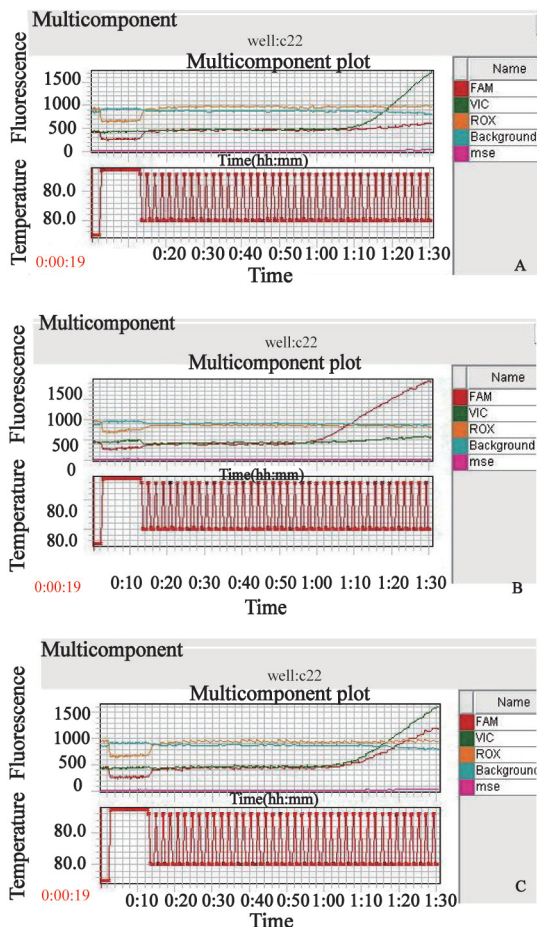 Multicomponent
well:c22
Multicomponent plot
Fluorescence
1500
1000
500
0
Name
FAM
VIC
ROX
Background
mse
Time(hh:mm)
Temperature
80.0
80.0
0:00:19
0:20 0:30 0:40 0:50 1:00 1:10 1:20 1:30
Time
A
Multicomponent
well:c22
Multicomponent plot
Fluorescence
1500
1000
500
0
Name
FAM
VIC
ROX
Background
mse
Time(hh:mm)
Temperature
80.0
80.0
0:00:19
0:10 0:20 0:30 0:40 0:50 1:00 1:10 1:20 1:30
Time
B
Multicomponent
well:c22
Multicomponent plot
Fluorescence
1500
1000
500
0
Name
FAM
VIC
ROX
Background
mse
Time(hh:mm)
Temperature
80.0
80.0
0:00:19
0:10 0:20 0:30 0:40 0:50 1:00 1:10 1:20 1:30
Time
C